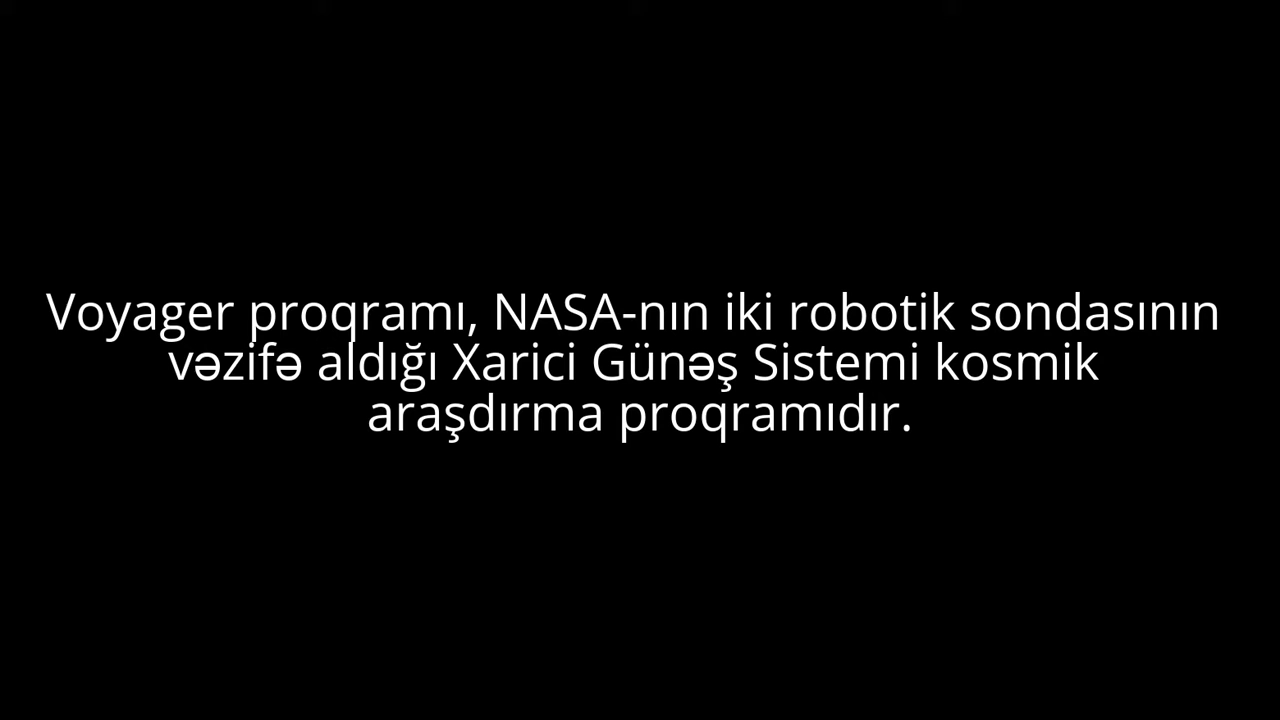 Voyager proqramı, NASA-nın iki robotik sondasının
vəzifə aldığı Xarici Günəş Sistemi kosmik
araşdırma proqramıdır.